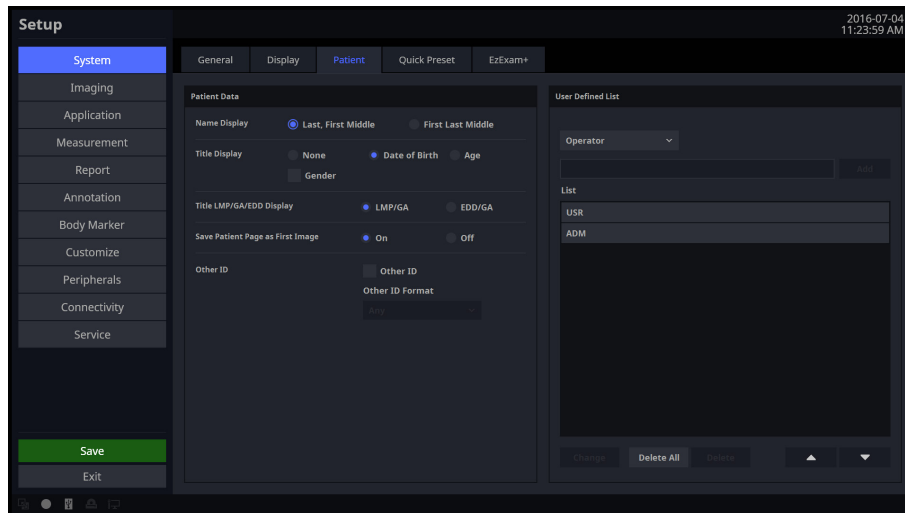 Setup
2016-07-04
11:23:59 AM
System
Imaging
Application
Measurement
Report
Annotation
Body Marker
Customize
Peripherals
Connectivity
Service
Save
Exit
General Display Patient Quick Preset EzExam+
Patient Data
Name Display Last, First Middle First Last Middle
Title Display None Date of Birth Age
Gender
Title LMP/GA/EDD Display LMP/GA EDD/GA
Save Patient Page as First Image On Off
Other ID Other ID
Other ID Format
Any
User Defined List
Operator
Add
List
USR
ADM
Change Delete All Delete